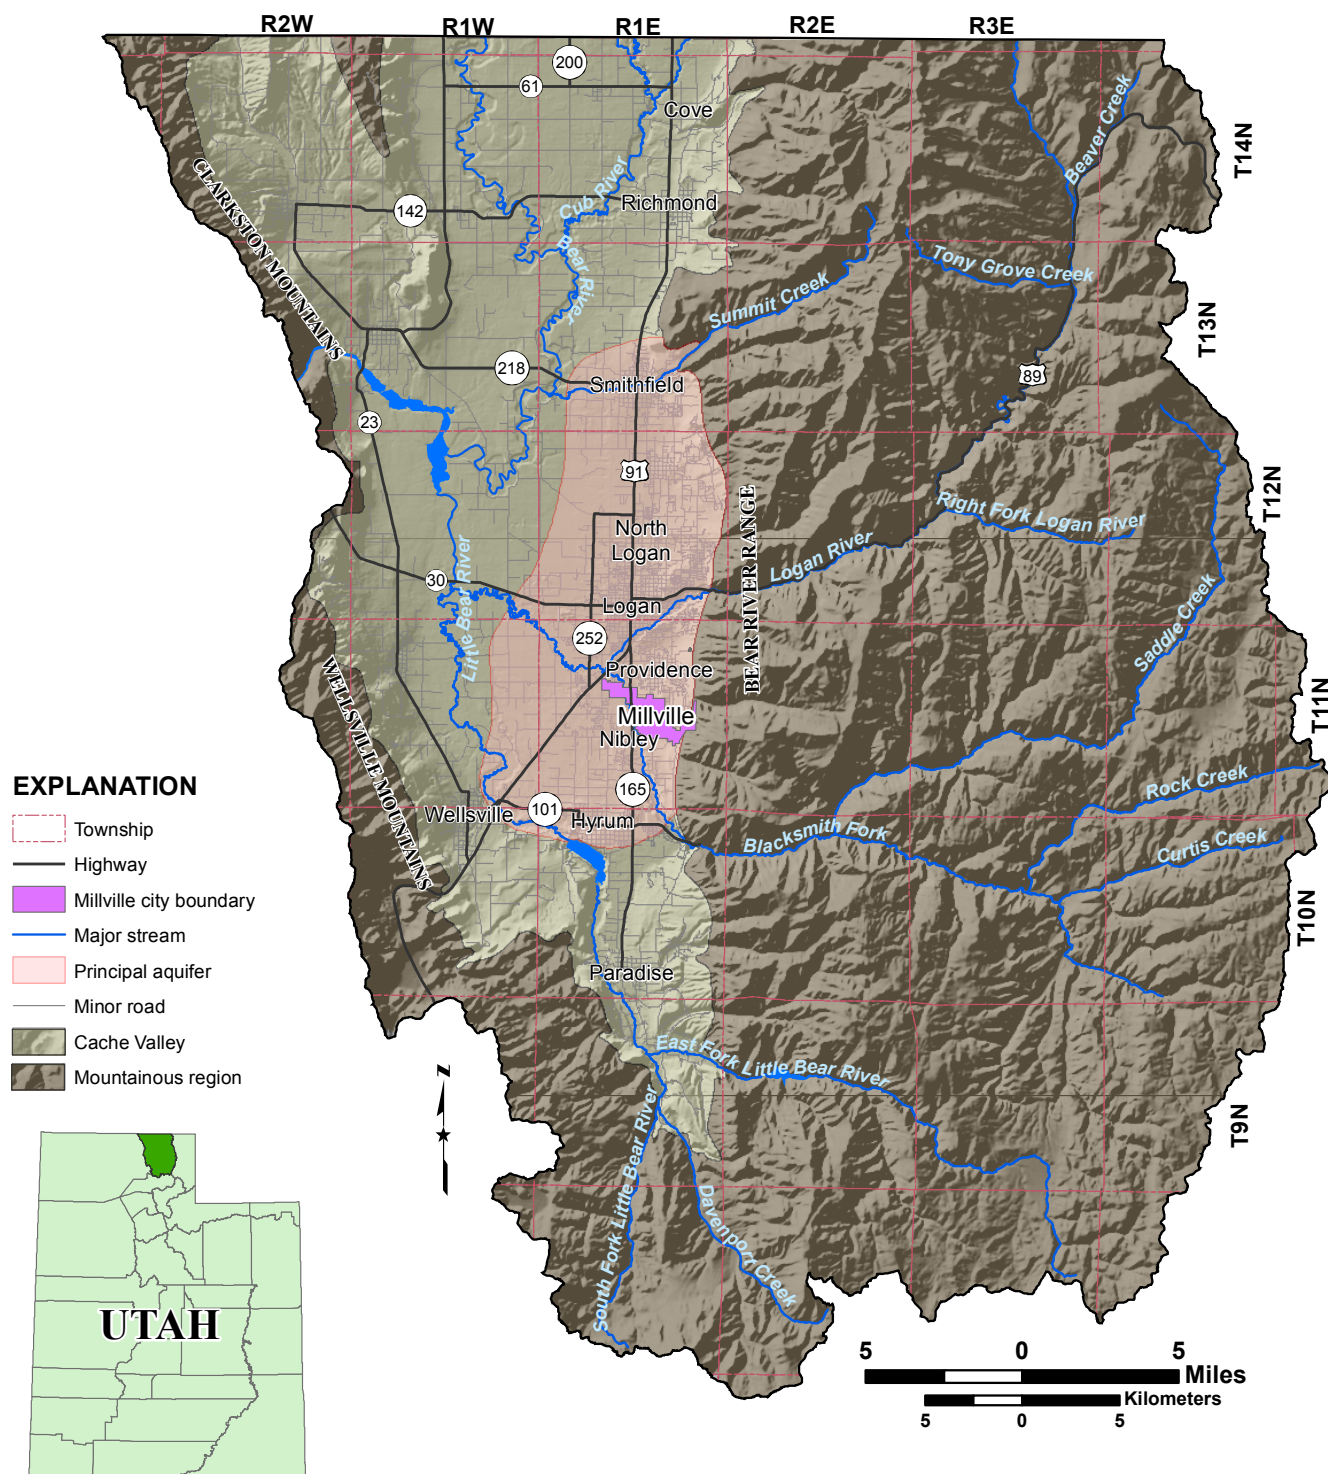 R2W
R1W
R1E
R2E
R3E
200
61
Cove
Beaver Creek
T14N
CLARKSTON MOUNTAINS
142
Cub River
Richmond
Bear River
Tony Grove Creek
Summit Creek
T13N
218
Smithfield
89
23
91
T12N
North
Logan
BEAR RIVER RANGE
Right Fork Logan River
Logan River
30
Little Bear River
Logan
252
Saddle Creek
Providence
WELLSVILLE MOUNTAINS
Millville
Nibley
T11N
165
Rock Creek
101
Wellsville
Hyrum
Blacksmith Fork
Curtis Creek
T10N
Paradise
East Fork Little Bear River
South Fork Little Bear River
T9N
Davenport Creek
EXPLANATION
Township
Highway
Millville city boundary
Major stream
Principal aquifer
Minor road
Cache Valley
Mountainous region
N
UTAH
5 0 5
Miles
Kilometers
5 0 5